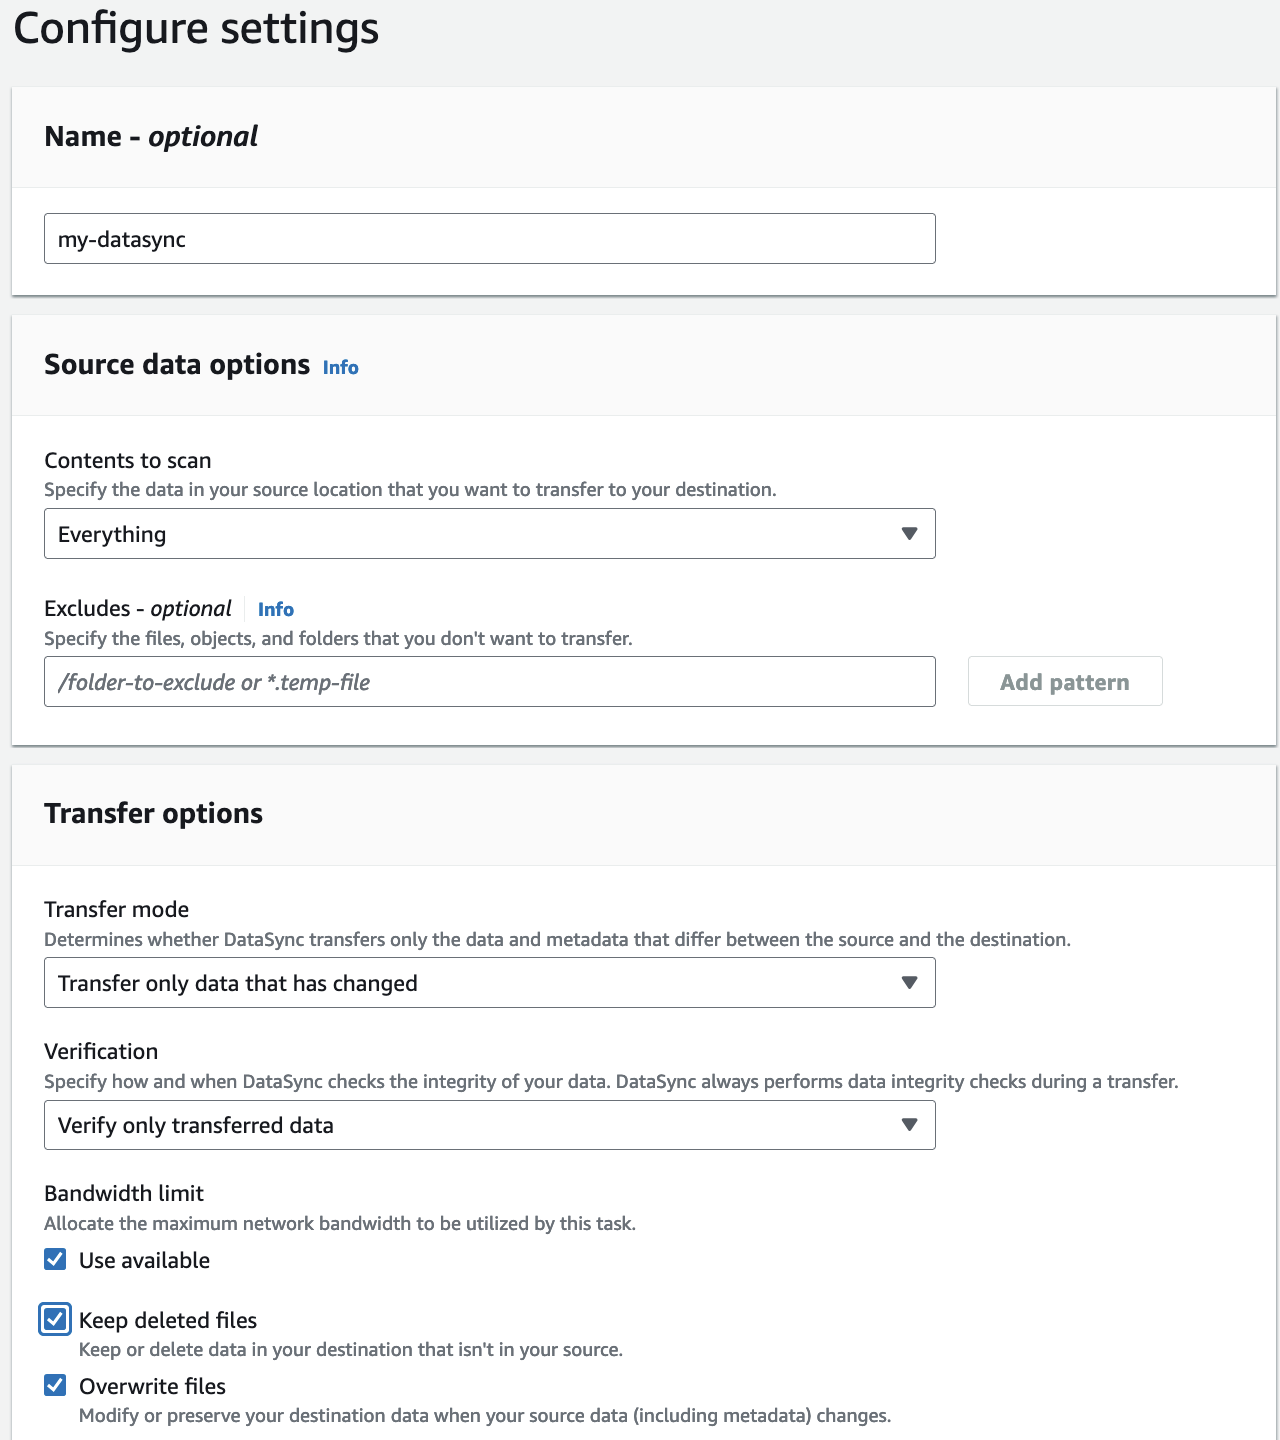 Configure settings
Name - optional
my-datasync
Source data options Info
Contents to scan
Specify the data in your source location that you want to transfer to your destination.
Everything
Excludes - optional Info
Specify the files, objects, and folders that you don't want to transfer.
/folder-to-exclude or *.temp-file
Add pattern
Transfer options
Transfer mode
Determines whether DataSync transfers only the data and metadata that differ between the source and the destination.
Transfer only data that has changed
Verification
Specify how and when DataSync checks the integrity of your data. DataSync always performs data integrity checks during a transfer.
Verify only transferred data
Bandwidth limit
Allocate the maximum network bandwidth to be utilized by this task.
Use available
Keep deleted files
Keep or delete data in your destination that isn't in your source.
Overwrite files
Modify or preserve your destination data when your source data (including metadata) changes.